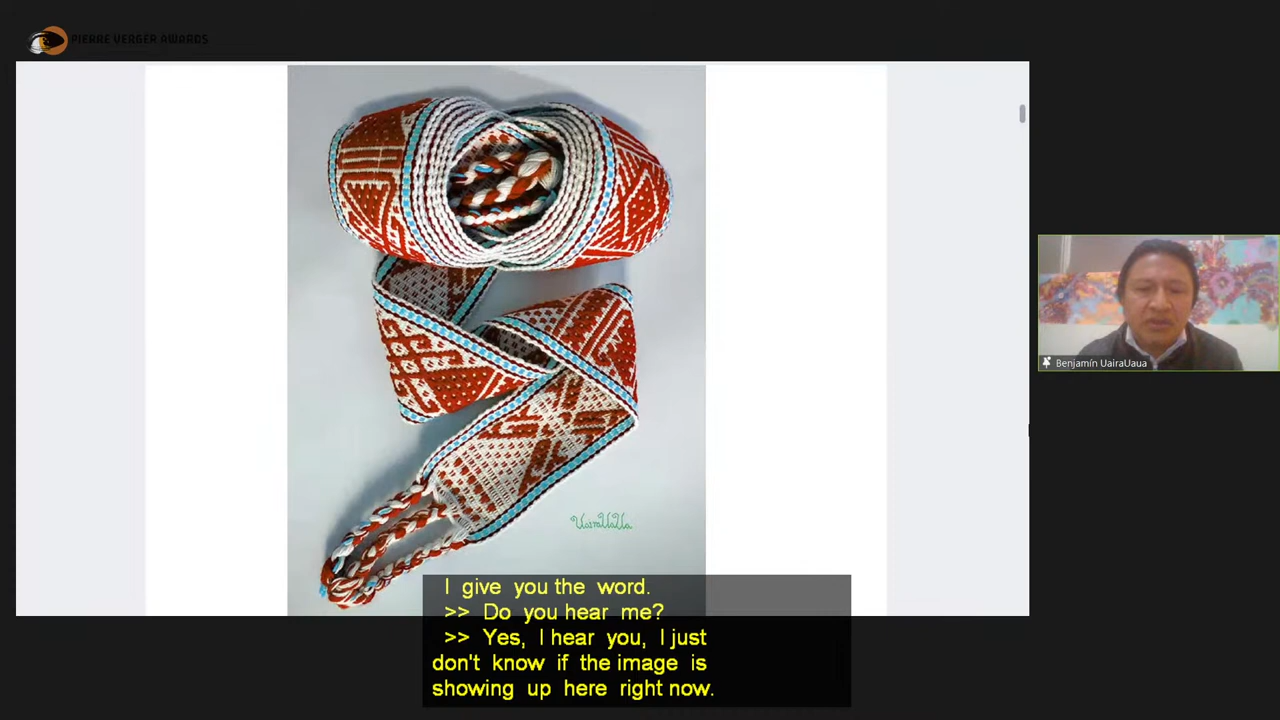 PIERRE VERGER AWARDS
UairaUaUa
Benjamín UairaUaua
I give you the word.
>> Do you hear me?
>> Yes, I hear you, I just
don't know if the image is
showing up here right now.